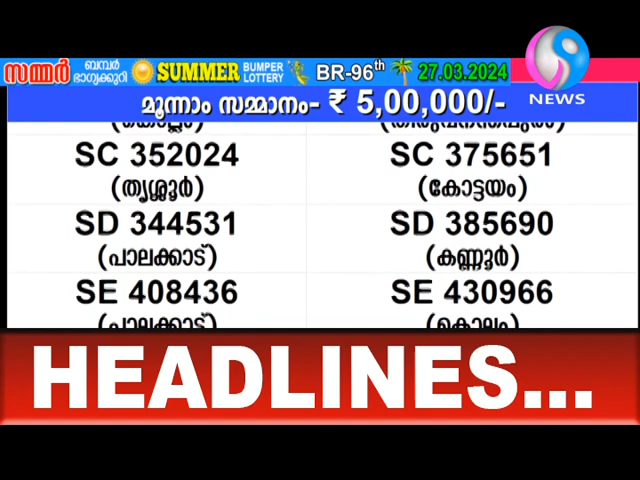 സമ്മർ ബമ്പർ ഭാഗ്യക്കുറി SUMMER BUMPER LOTTERY BR-96th 27.03.2024
NEWS
മൂന്നാം സമ്മാനം- ₹ 5,00,000/-
SC 352024 SC 375651
(തൃശ്ശൂർ) (കോട്ടയം)
SD 344531 SD 385690
(പാലക്കാട്) (കണ്ണൂർ)
SE 408436 SE 430966
(പാലക്കാട്) (കൊല്ലം)
HEADLINES...